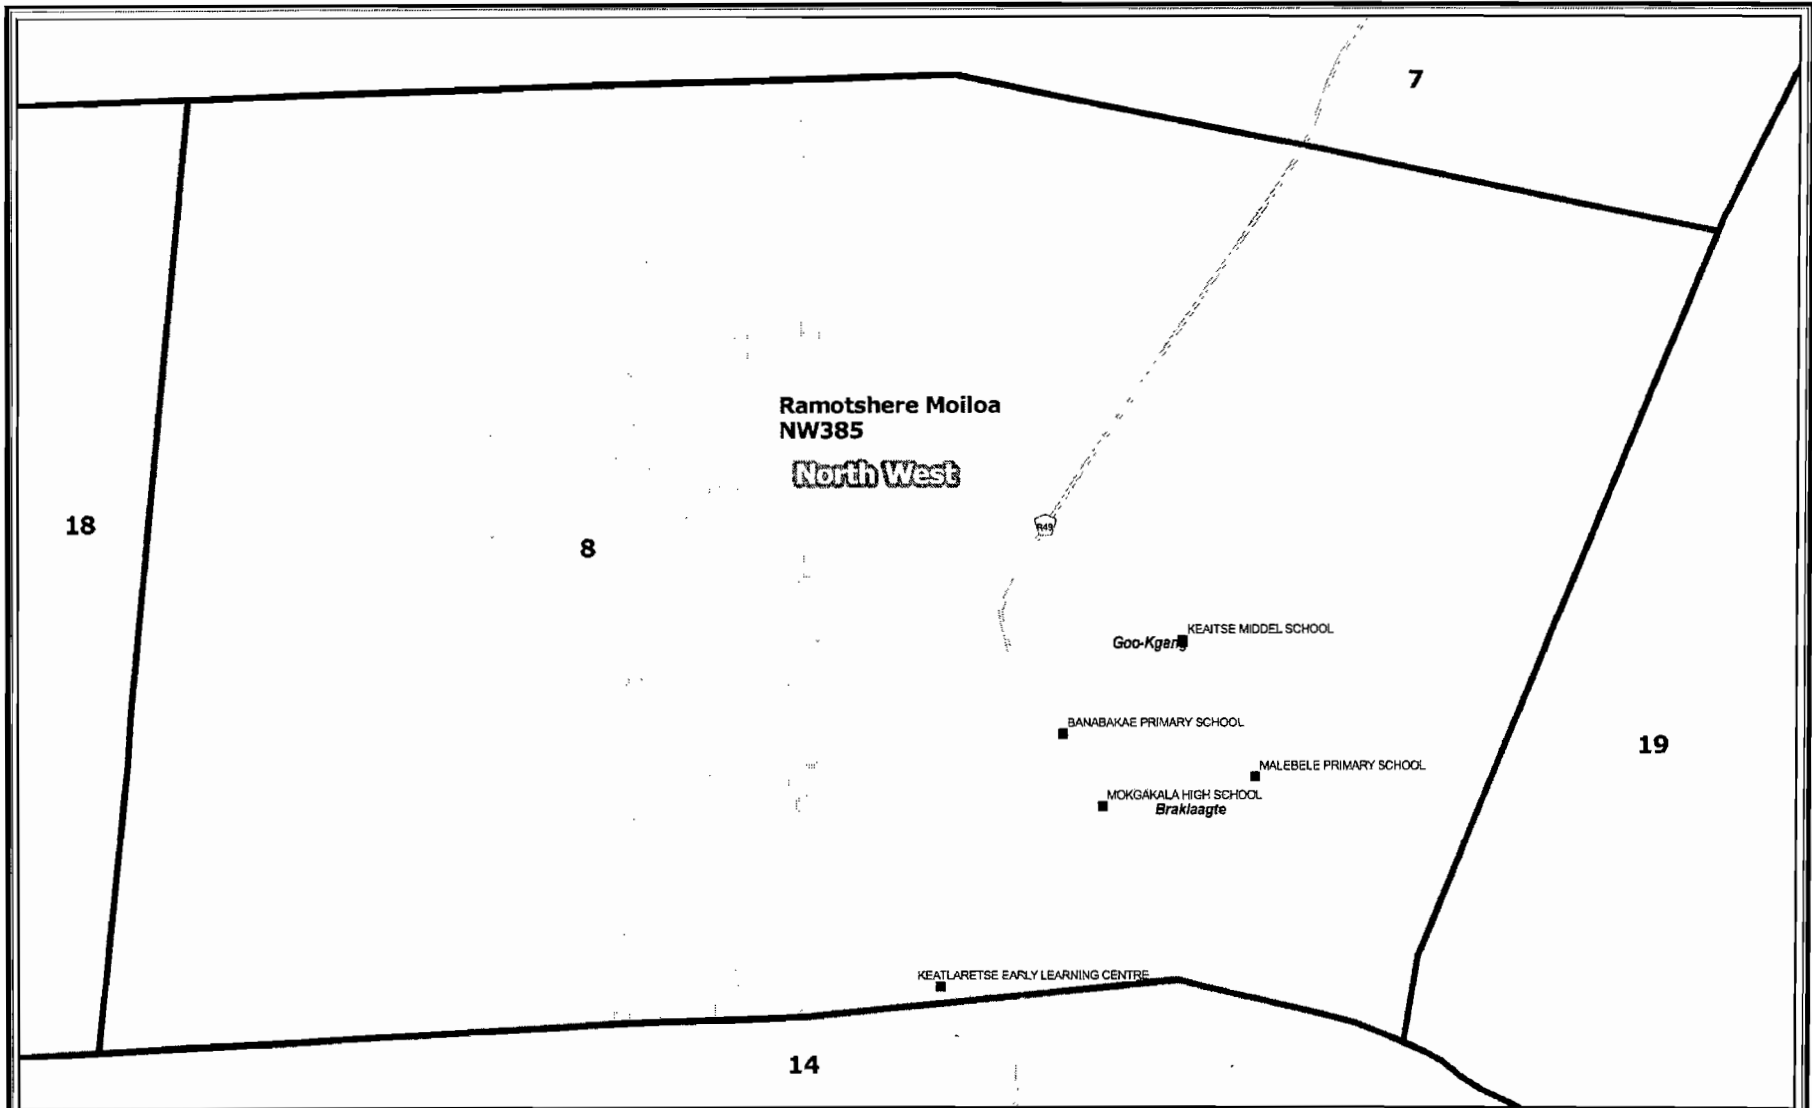 7
Ramotshere Moiloa
NW385
North West
18
8
R49
KEAITSE MIDDEL SCHOOL
Goo-Kgang
BANABAKAE PRIMARY SCHOOL
19
MALEBELE PRIMARY SCHOOL
MOKGAKALA HIGH SCHOOL
Braklaagte
KEATLARETSE EARLY LEARNING CENTRE
14